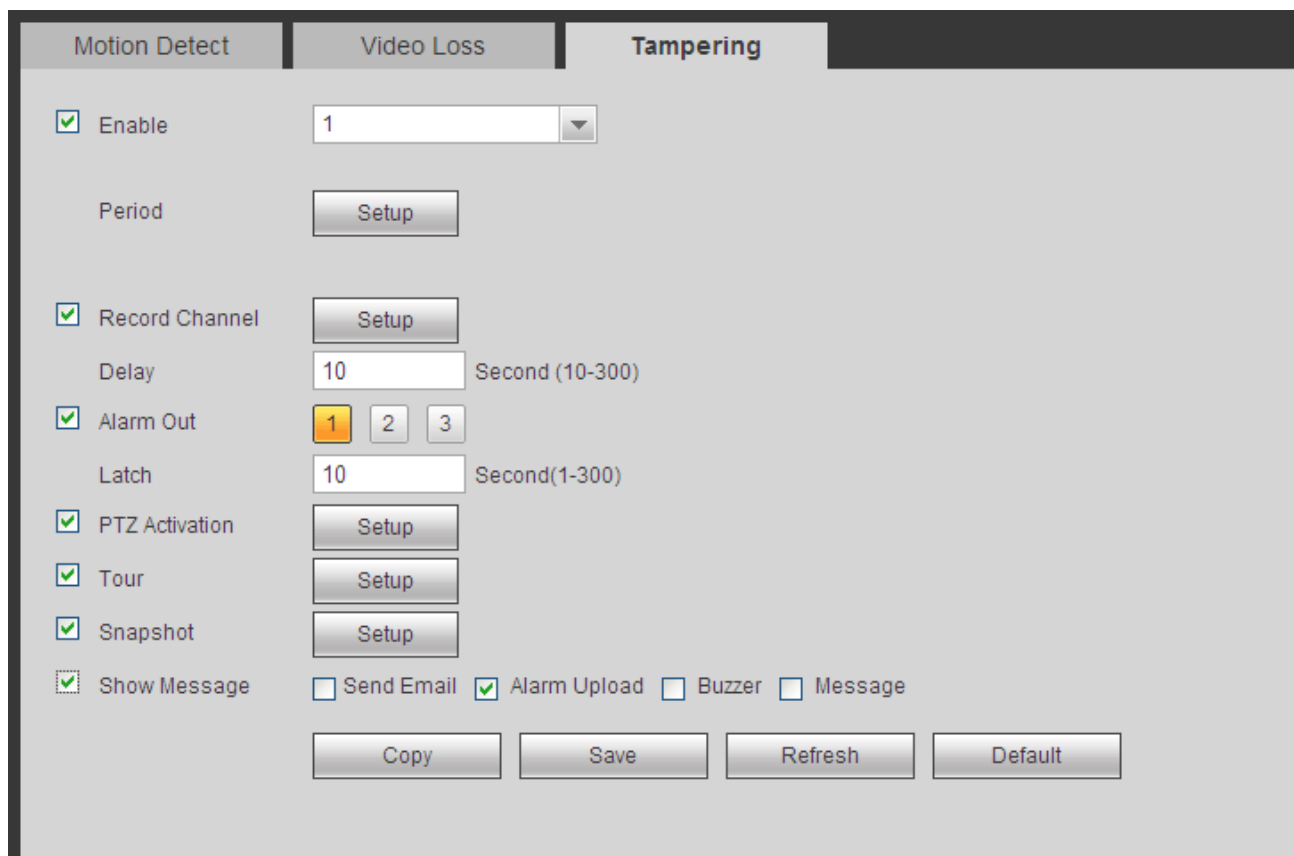 Motion Detect Video Loss Tampering
Enable 1
Period Setup
Record Channel Setup
Delay 10 Second (10-300)
Alarm Out 1 2 3
Latch 10 Second(1-300)
PTZ Activation Setup
Tour Setup
Snapshot Setup
Show Message Send Email Alarm Upload Buzzer Message
Copy Save Refresh Default